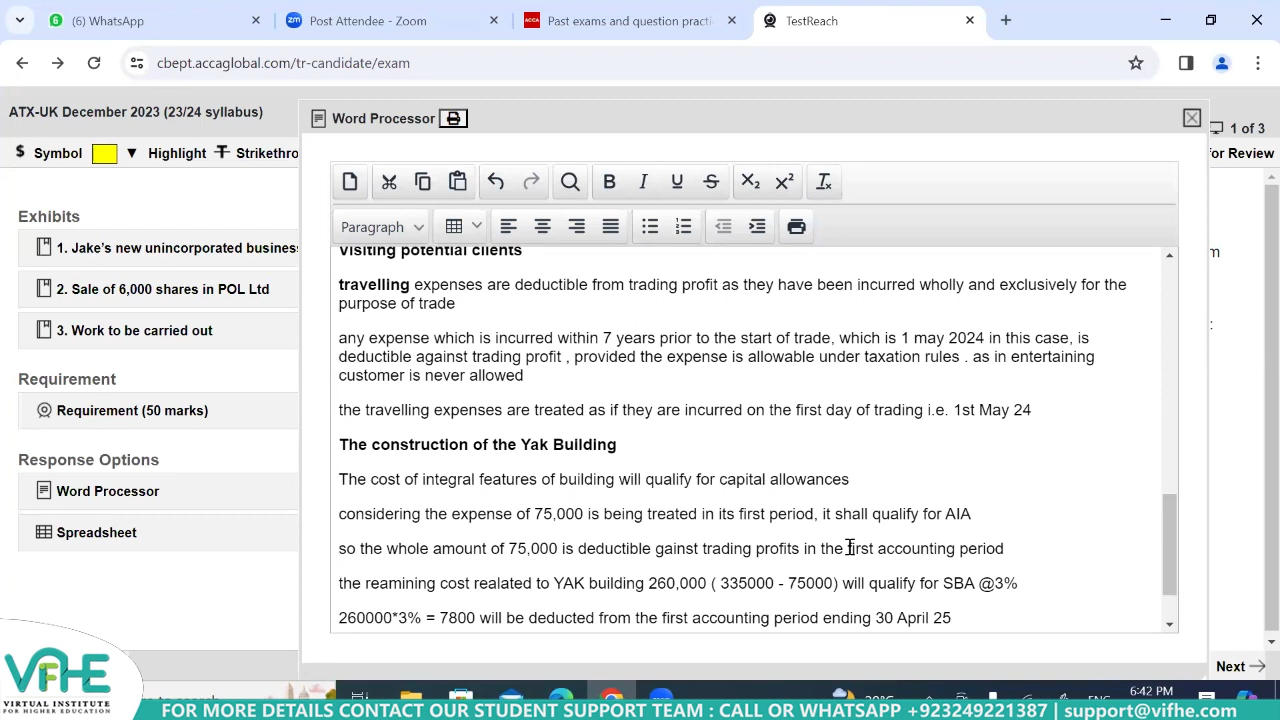 (6) WhatsApp
Post Attendee - Zoom
ACCA
Past exams and question practi
TestReach
cbept.accaglobal.com/tr-candidate/exam
ATX-UK December 2023 (23/24 syllabus)
Word Processor
1 of 3
$ Symbol
Highlight
T Strikethro
or Review
Exhibits
1. Jake's new unincorporated business
2. Sale of 6,000 shares in POL Ltd
3. Work to be carried out
Requirement
Requirement (50 marks)
Response Options
Word Processor
Spreadsheet
B I U S X₂ X² Tx
Paragraph
Visiting potential clients
travelling expenses are deductible from trading profit as they have been incurred wholly and exclusively for the
purpose of trade
any expense which is incurred within 7 years prior to the start of trade, which is 1 may 2024 in this case, is
deductible against trading profit , provided the expense is allowable under taxation rules . as in entertaining
customer is never allowed
the travelling expenses are treated as if they are incurred on the first day of trading i.e. 1st May 24
The construction of the Yak Building
The cost of integral features of building will qualify for capital allowances
considering the expense of 75,000 is being treated in its first period, it shall qualify for AIA
so the whole amount of 75,000 is deductible gainst trading profits in the first accounting period
the reamining cost realated to YAK building 260,000 ( 335000 - 75000) will qualify for SBA @3%
260000*3% = 7800 will be deducted from the first accounting period ending 30 April 25
Next
6:42 PM
VIFHE
VIRTUAL INSTITUTE
FOR HIGHER EDUCATION
FOR MORE DETAILS CONTACT OUR STUDENT SUPPORT TEAM : CALL OR WHATSAPP +923249221387 | support@vifhe.com